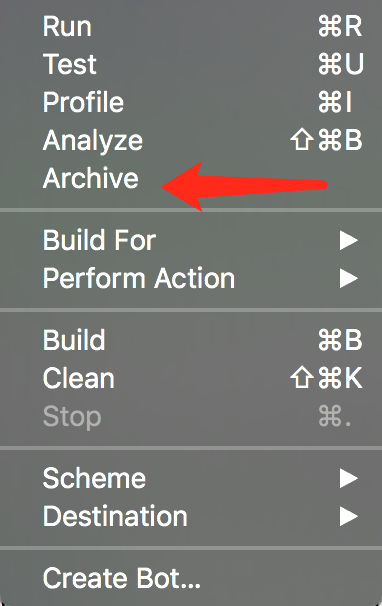 Run ⌘R
Test ⌘U
Profile ⌘I
Analyze ⇧⌘B
Archive
Build For ▶
Perform Action ▶
Build ⌘B
Clean ⇧⌘K
Stop ⌘.
Scheme ▶
Destination ▶
Create Bot...